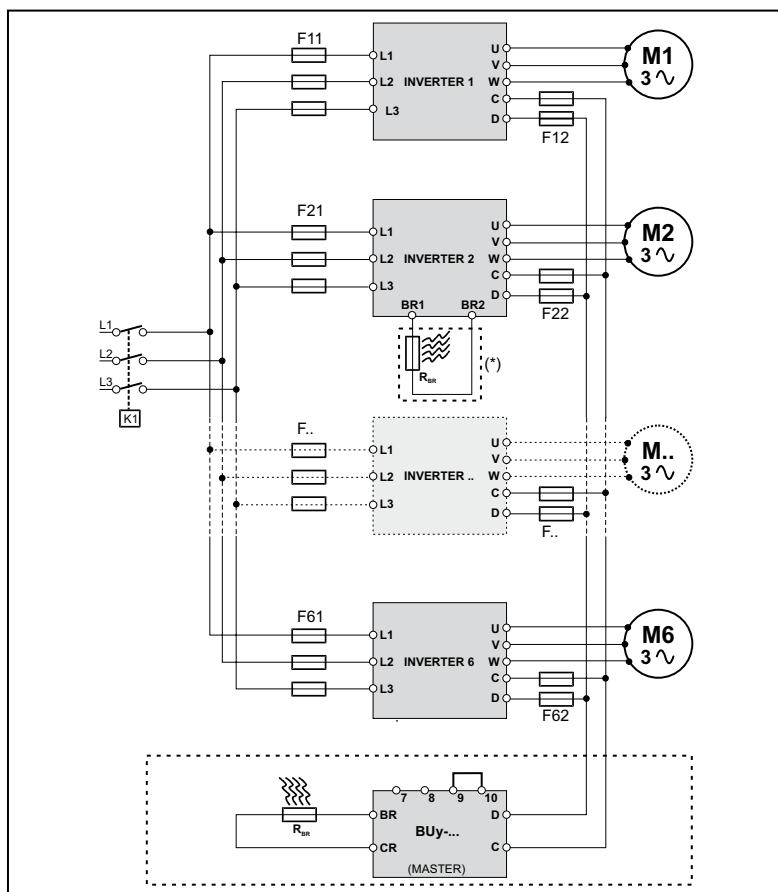 F11
L1
L2
L3
INVERTER 1
U
V
W
C
D
F12
M1
3
F21
L1
L2
L3
INVERTER 2
U
V
W
C
D
BR1
BR2
F22
M2
3
R BR
(*)
L1
L2
L3
K1
F..
L1
L2
L3
INVERTER ..
U
V
W
C
D
F..
M..
3
F61
L1
L2
L3
INVERTER 6
U
V
W
C
D
F62
M6
3
7
8
9
10
BR
CR
D
C
BUy-...
(MASTER)
R BR